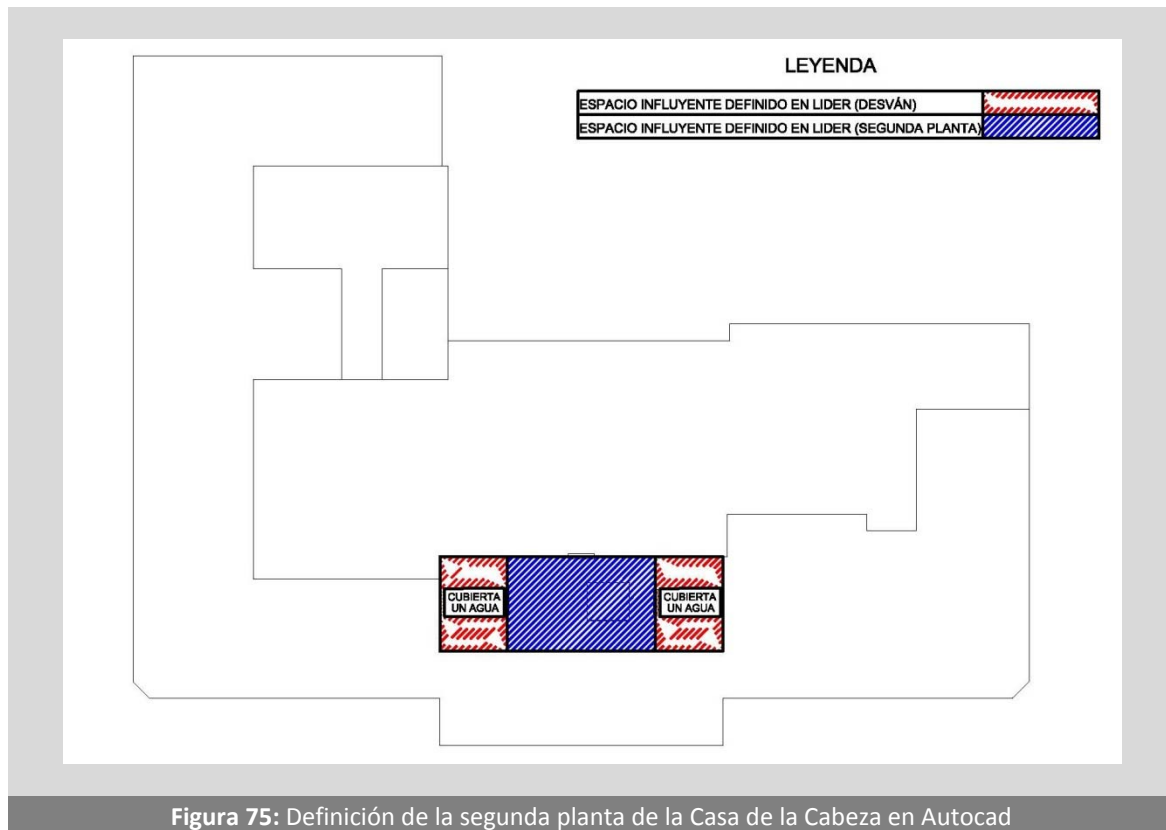 LEYENDA
ESPACIO INFLUYENTE DEFINIDO EN LIDER (DESVÁN)
ESPACIO INFLUYENTE DEFINIDO EN LIDER (SEGUNDA PLANTA)
CUBIERTA
UN AGUA
CUBIERTA
UN AGUA
Figura 75: Definición de la segunda planta de la Casa de la Cabeza en Autocad